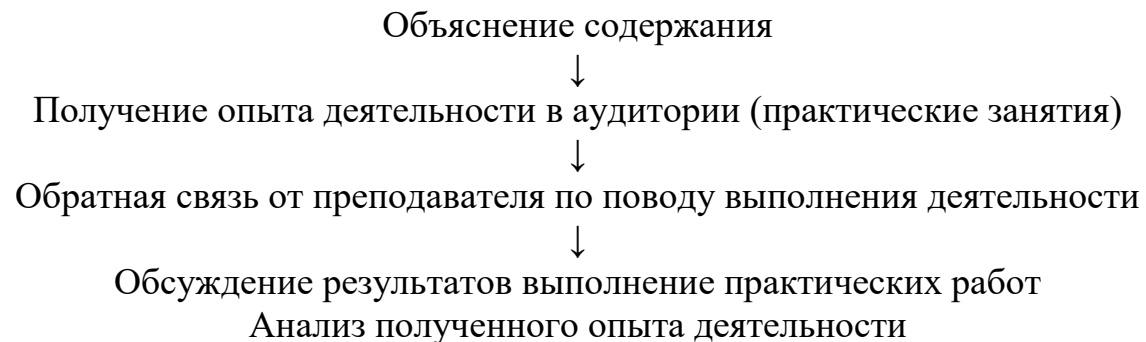 Объяснение содержания
↓
Получение опыта деятельности в аудитории (практические занятия)
↓
Обратная связь от преподавателя по поводу выполнения деятельности
↓
Обсуждение результатов выполнение практических работ
Анализ полученного опыта деятельности